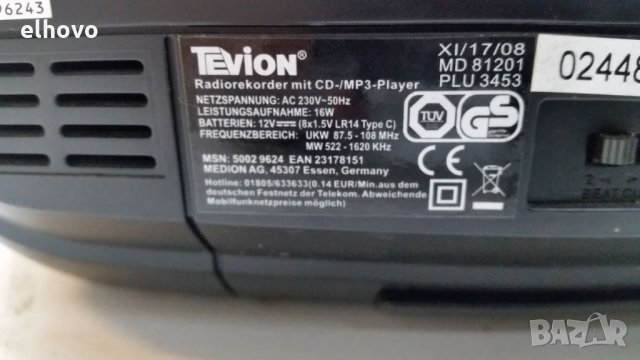 96243
elhovo
TEVION®
XI/17/08
MD 81201
PLU 3453
Radiorekorder mit CD-/MP3-Player
NETZSPANNUNG: AC 230V~50Hz
LEISTUNGSAUFNAHME: 16W
BATTERIEN: 12V (8x1.5V LR14 Type C)
FREQUENZBEREICH: UKW 87.5 - 108 MHz
MW 522 - 1620 KHz
MSN: 5002 9624 EAN 23178151
MEDION AG, 45307 Essen, Germany
Hotline: 01805/633633(0.14 EUR/Min.aus dem
deutschen Festnetz der Telekom. Abweichende
Mobilfunknetzpreise möglich)
TÜV
GS
CE
02448
BEAT C
bazar.bg